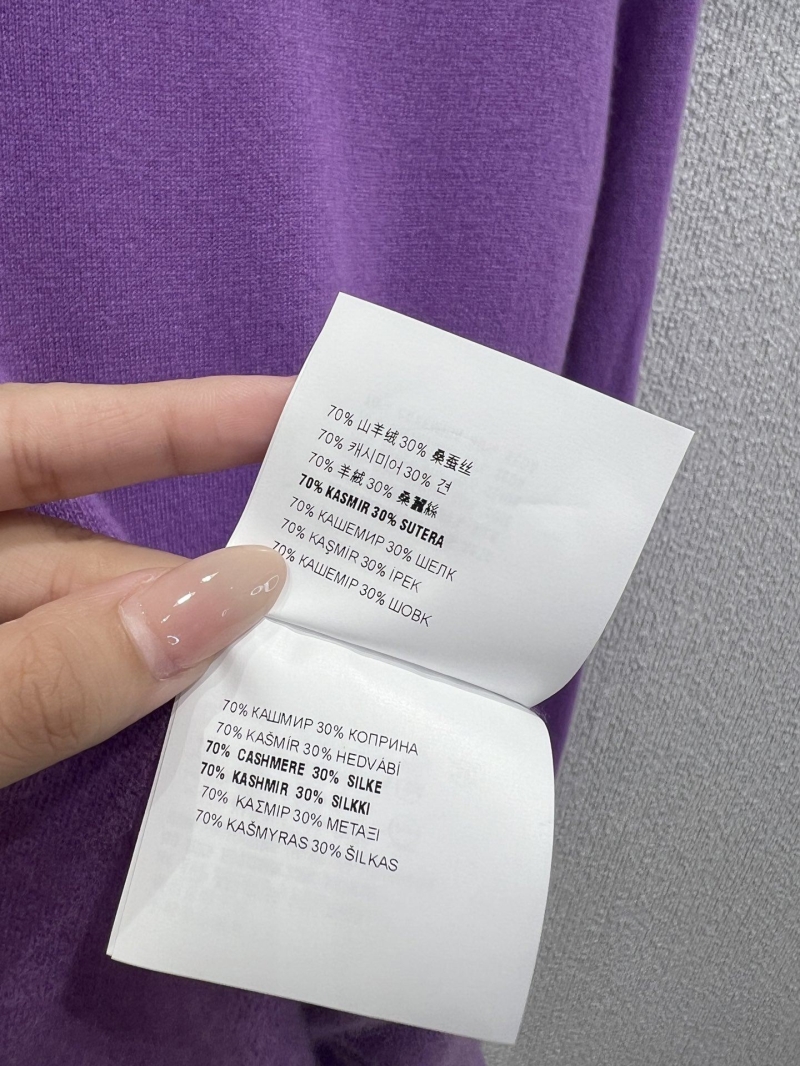 70% 山羊绒 30% 桑蚕丝
70% 캐시미어 30% 견
70% 羊絨 30% 桑蠶絲
70% KASMIR 30% SUTERA
70% КАШЕМИР 30% ШЕЛК
70% KAŞMIR 30% İPEK
70% КАШЕМІР 30% ШОВК
70% КАШМИР 30% КОПРИНА
70% KAŠMÍR 30% HEDVÁBÍ
70% CASHMERE 30% SILKE
70% KASHMIR 30% SILKKI
70% ΚΑΣΜΙΡ 30% ΜΕΤΑΞΙ
70% KAŠMYRAS 30% ŠILKAS